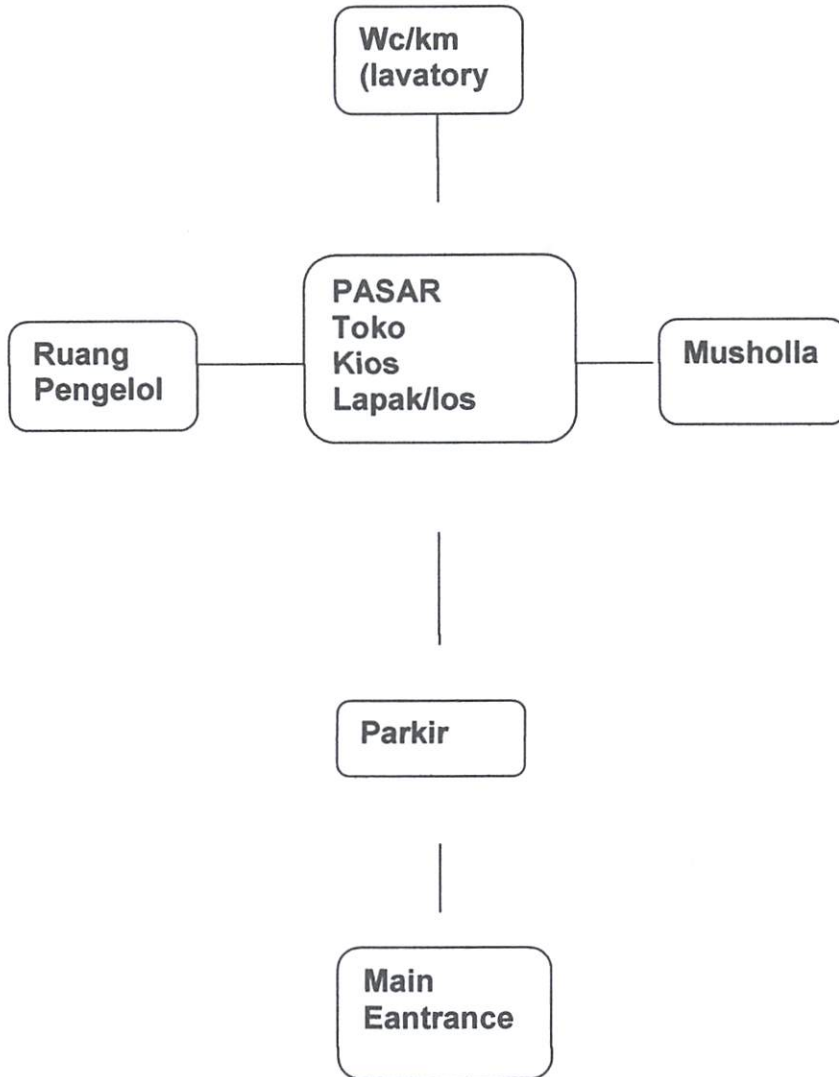 Wc/km
(lavatory
PASAR
Toko
Kios
Lapak/los
Ruang
Pengelol
Musholla
Parkir
Main
Eantrance